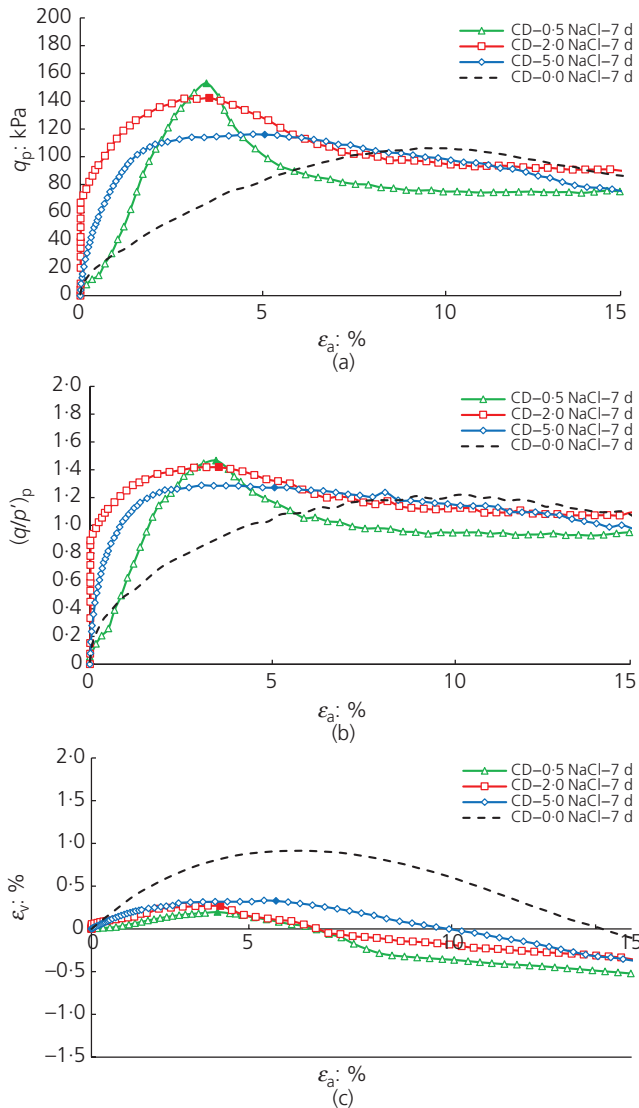 200
180
160
140
120
100
80
60
40
20
0
q_p: kPa
CD–0·5 NaCl–7 d
CD–2·0 NaCl–7 d
CD–5·0 NaCl–7 d
CD–0·0 NaCl–7 d
0 5 10 15
ε_a: %
(a)
2·0
1·8
1·6
1·4
1·2
1·0
0·8
0·6
0·4
0·2
0
(q/p′)_p
CD–0·5 NaCl–7 d
CD–2·0 NaCl–7 d
CD–5·0 NaCl–7 d
CD–0·0 NaCl–7 d
0 5 10 15
ε_a: %
(b)
2·0
1·5
1·0
0·5
0
−0·5
−1·0
−1·5
ε_v: %
CD–0·5 NaCl–7 d
CD–2·0 NaCl–7 d
CD–5·0 NaCl–7 d
CD–0·0 NaCl–7 d
0 5 10 15
ε_a: %
(c)